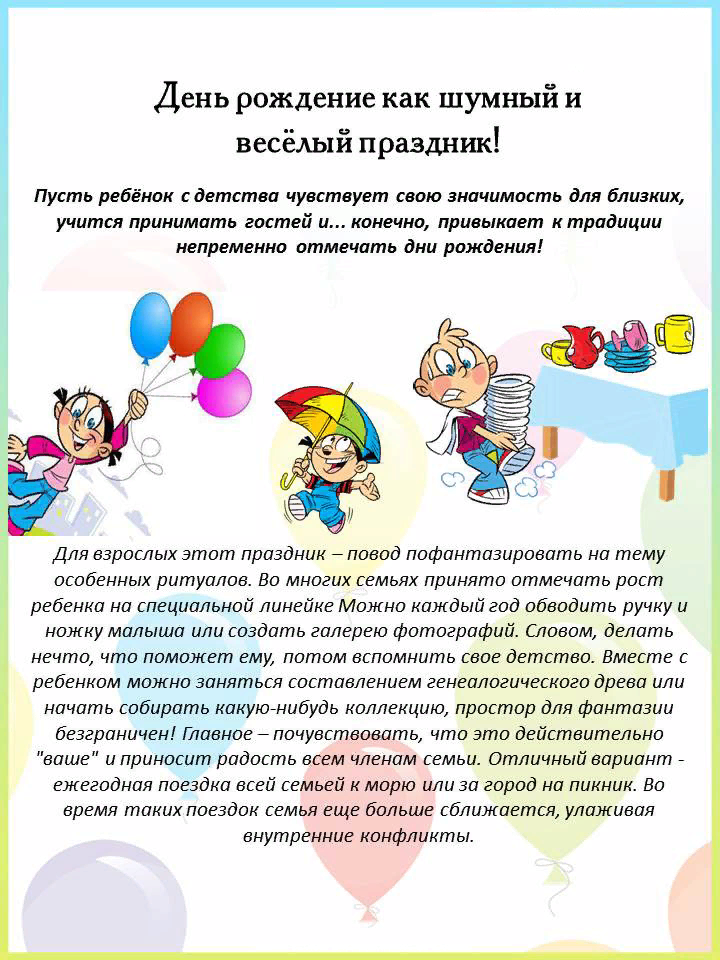 День рождение как шумный и
весёлый праздник!
Пусть ребёнок с детства чувствует свою значимость для близких,
учится принимать гостей и... конечно, привыкает к традиции
непременно отмечать дни рождения!
Для взрослых этот праздник – повод пофантазировать на тему
особенных ритуалов. Во многих семьях принято отмечать рост
ребенка на специальной линейке Можно каждый год обводить ручку и
ножку малыша или создать галерею фотографий. Словом, делать
нечто, что поможет ему, потом вспомнить свое детство. Вместе с
ребенком можно заняться составлением генеалогического древа или
начать собирать какую-нибудь коллекцию, простор для фантазии
безграничен! Главное – почувствовать, что это действительно
"ваше" и приносит радость всем членам семьи. Отличный вариант -
ежегодная поездка всей семьей к морю или за город на пикник. Во
время таких поездок семья еще больше сближается, улаживая
внутренние конфликты.